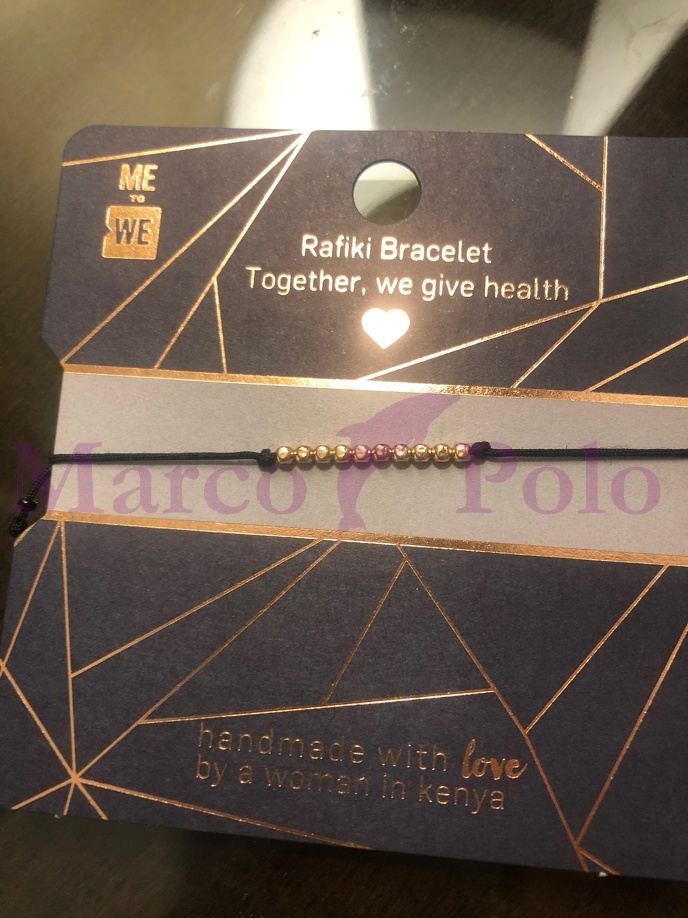 ME
TO
WE
Rafiki Bracelet
Together, we give health
Marco Polo
handmade with love
by a woman in kenya